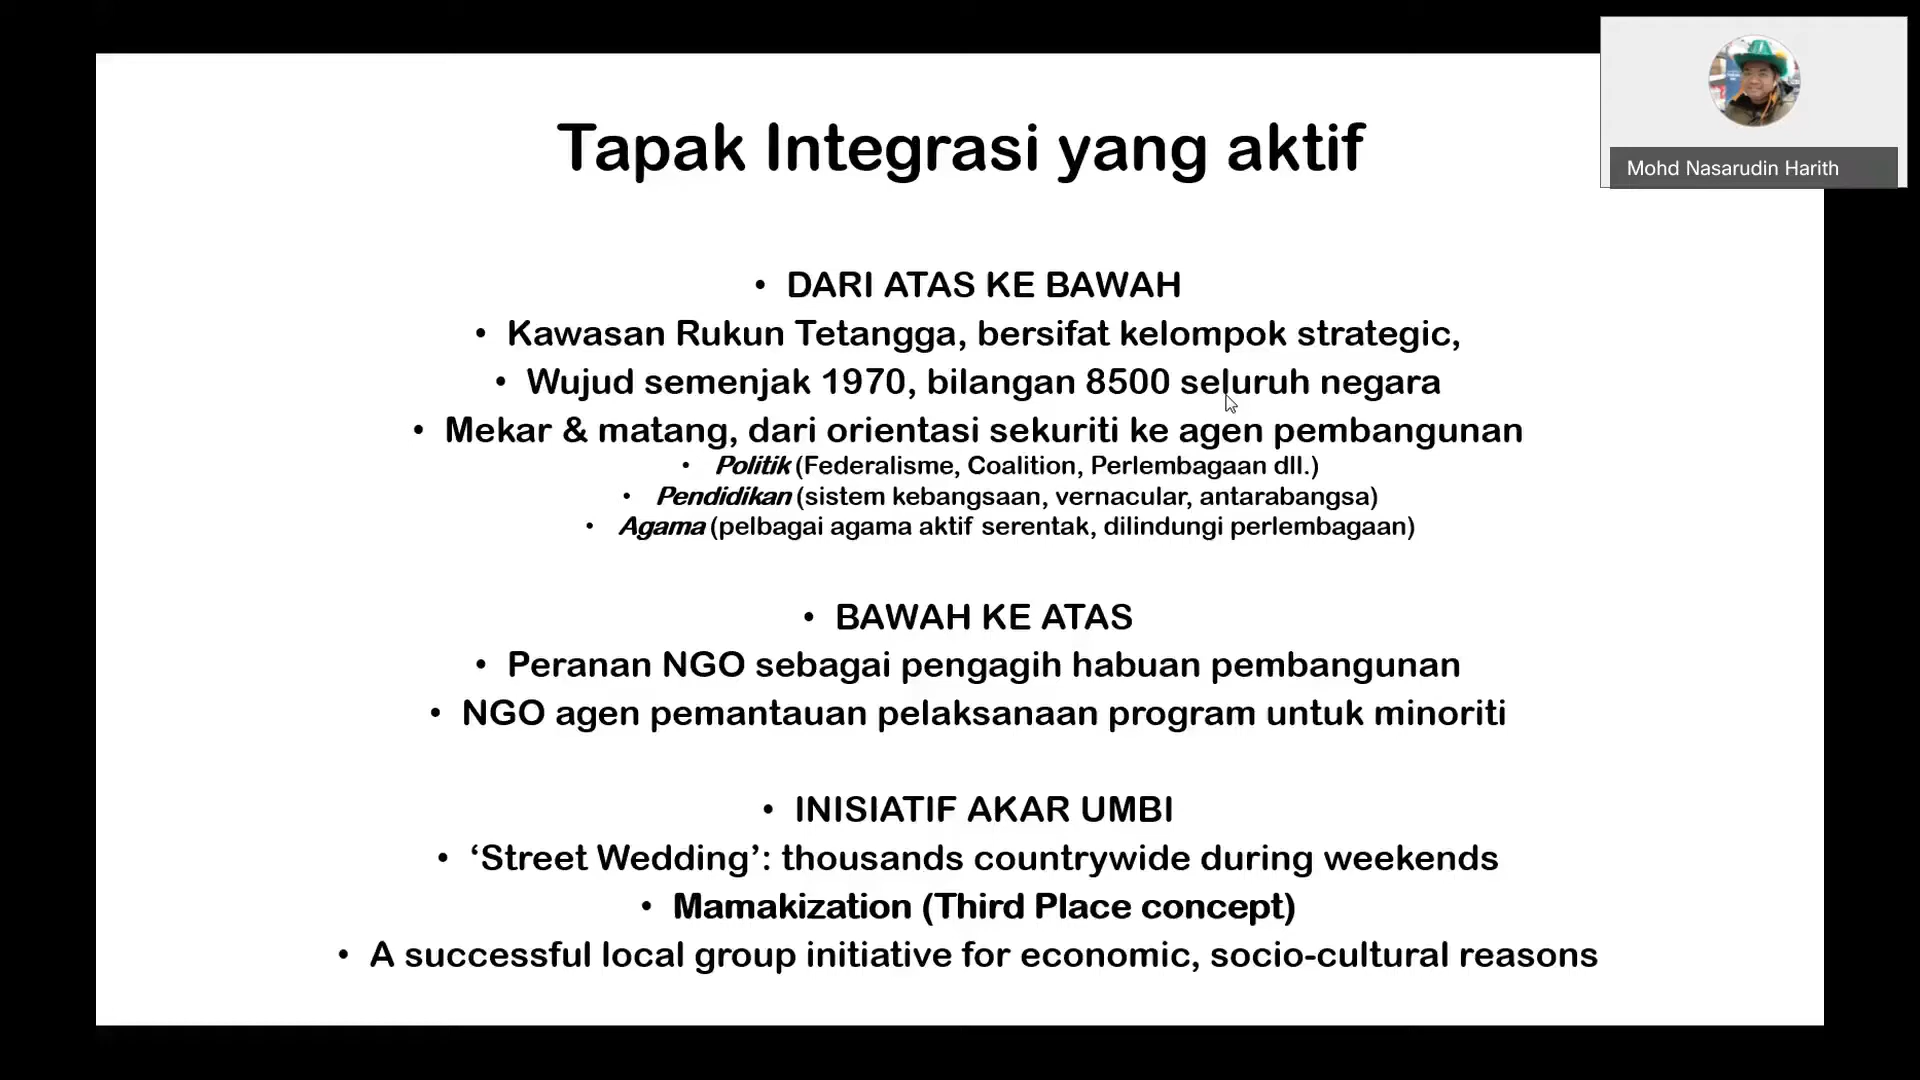 Mohd Nasarudin Harith
Tapak Integrasi yang aktif
• DARI ATAS KE BAWAH
• Kawasan Rukun Tetangga, bersifat kelompok strategic,
• Wujud semenjak 1970, bilangan 8500 seluruh negara
• Mekar & matang, dari orientasi sekuriti ke agen pembangunan
• Politik (Federalisme, Coalition, Perlembagaan dll.)
• Pendidikan (sistem kebangsaan, vernacular, antarabangsa)
• Agama (pelbagai agama aktif serentak, dilindungi perlembagaan)
• BAWAH KE ATAS
• Peranan NGO sebagai pengagih habuan pembangunan
• NGO agen pemantauan pelaksanaan program untuk minoriti
• INISIATIF AKAR UMBI
• ‘Street Wedding’: thousands countrywide during weekends
• Mamakization (Third Place concept)
• A successful local group initiative for economic, socio-cultural reasons